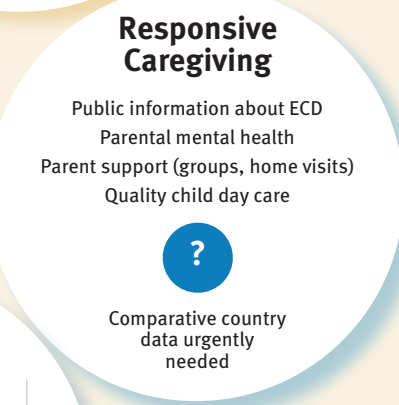 Responsive
Caregiving
Public information about ECD
Parental mental health
Parent support (groups, home visits)
Quality child day care
?
Comparative country
data urgently
needed